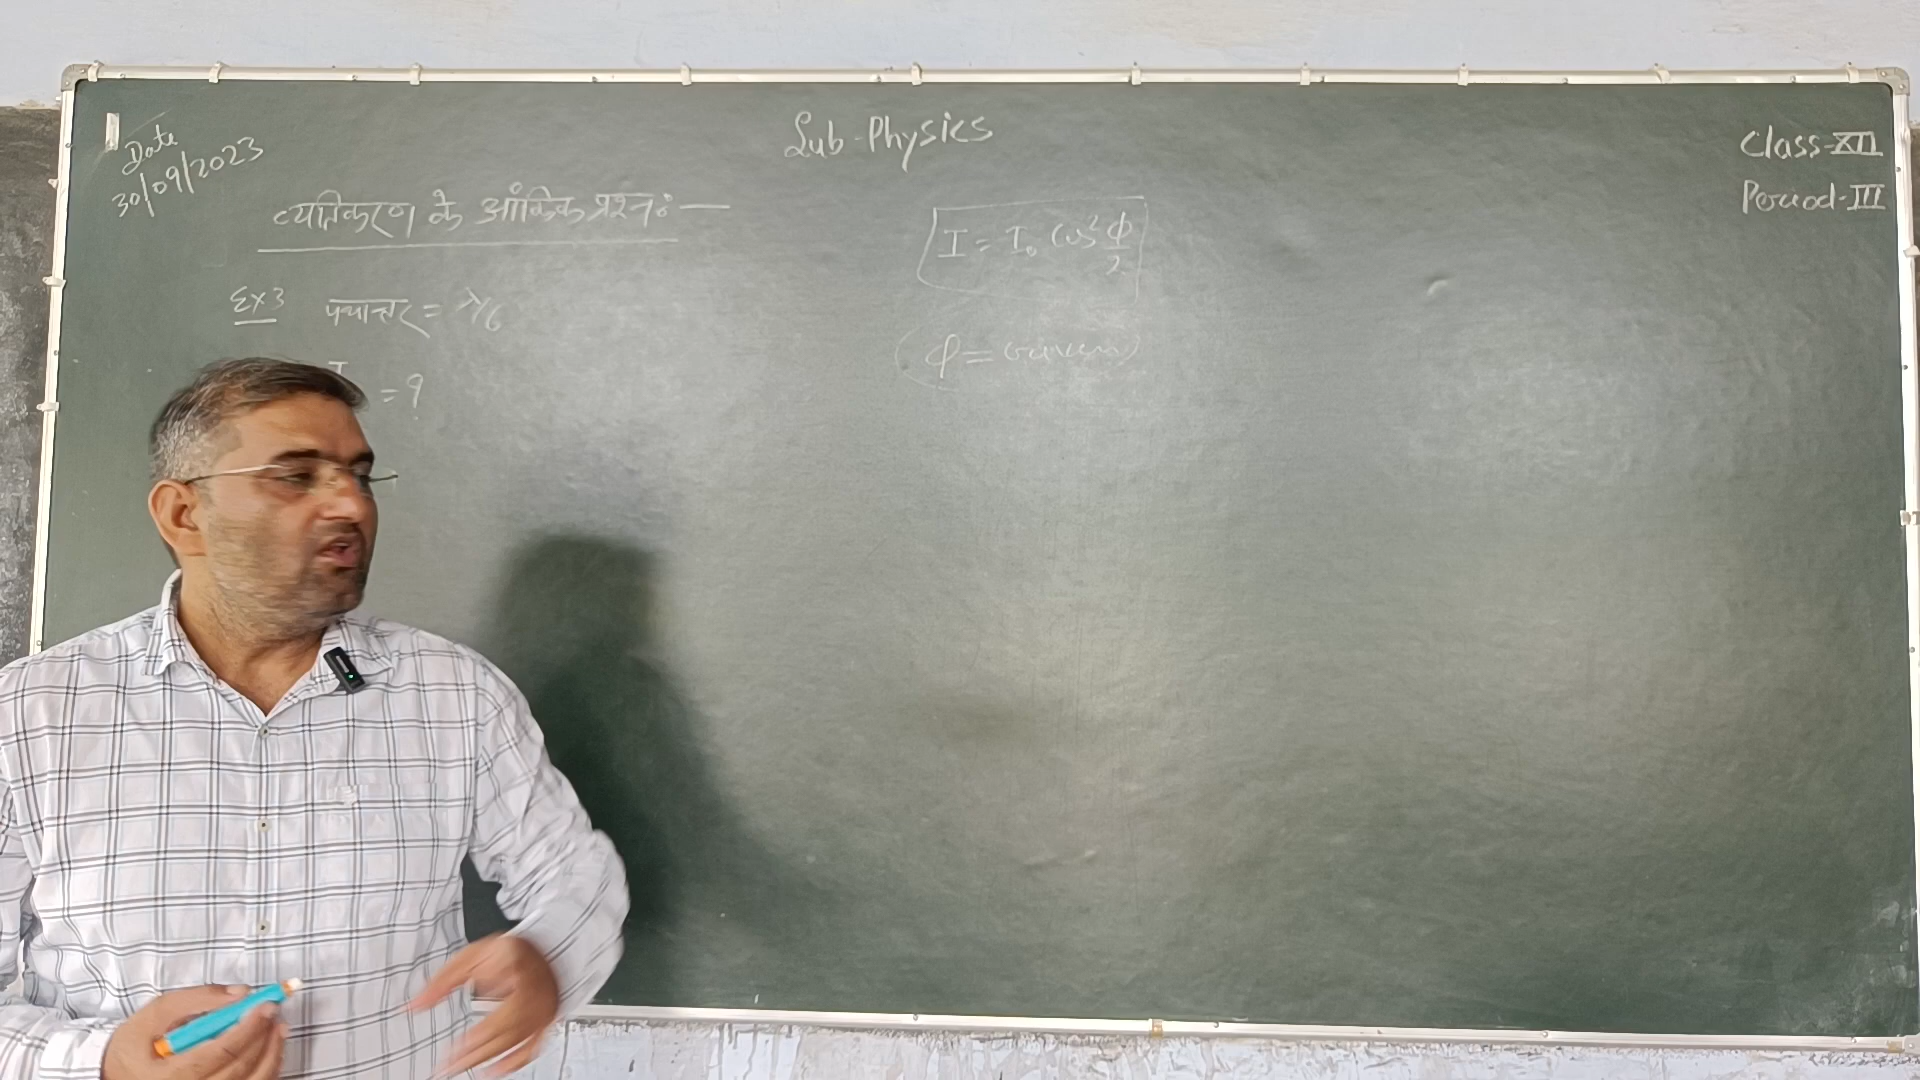 Date
30/09/2023
Sub-Physics
Class-XII
Period-III
व्यतिकरण के आंकिक प्रश्न:—
Ex3 पथान्तर = λ/6
I
= ?
I = I₀ cos² ϕ/2
ϕ =